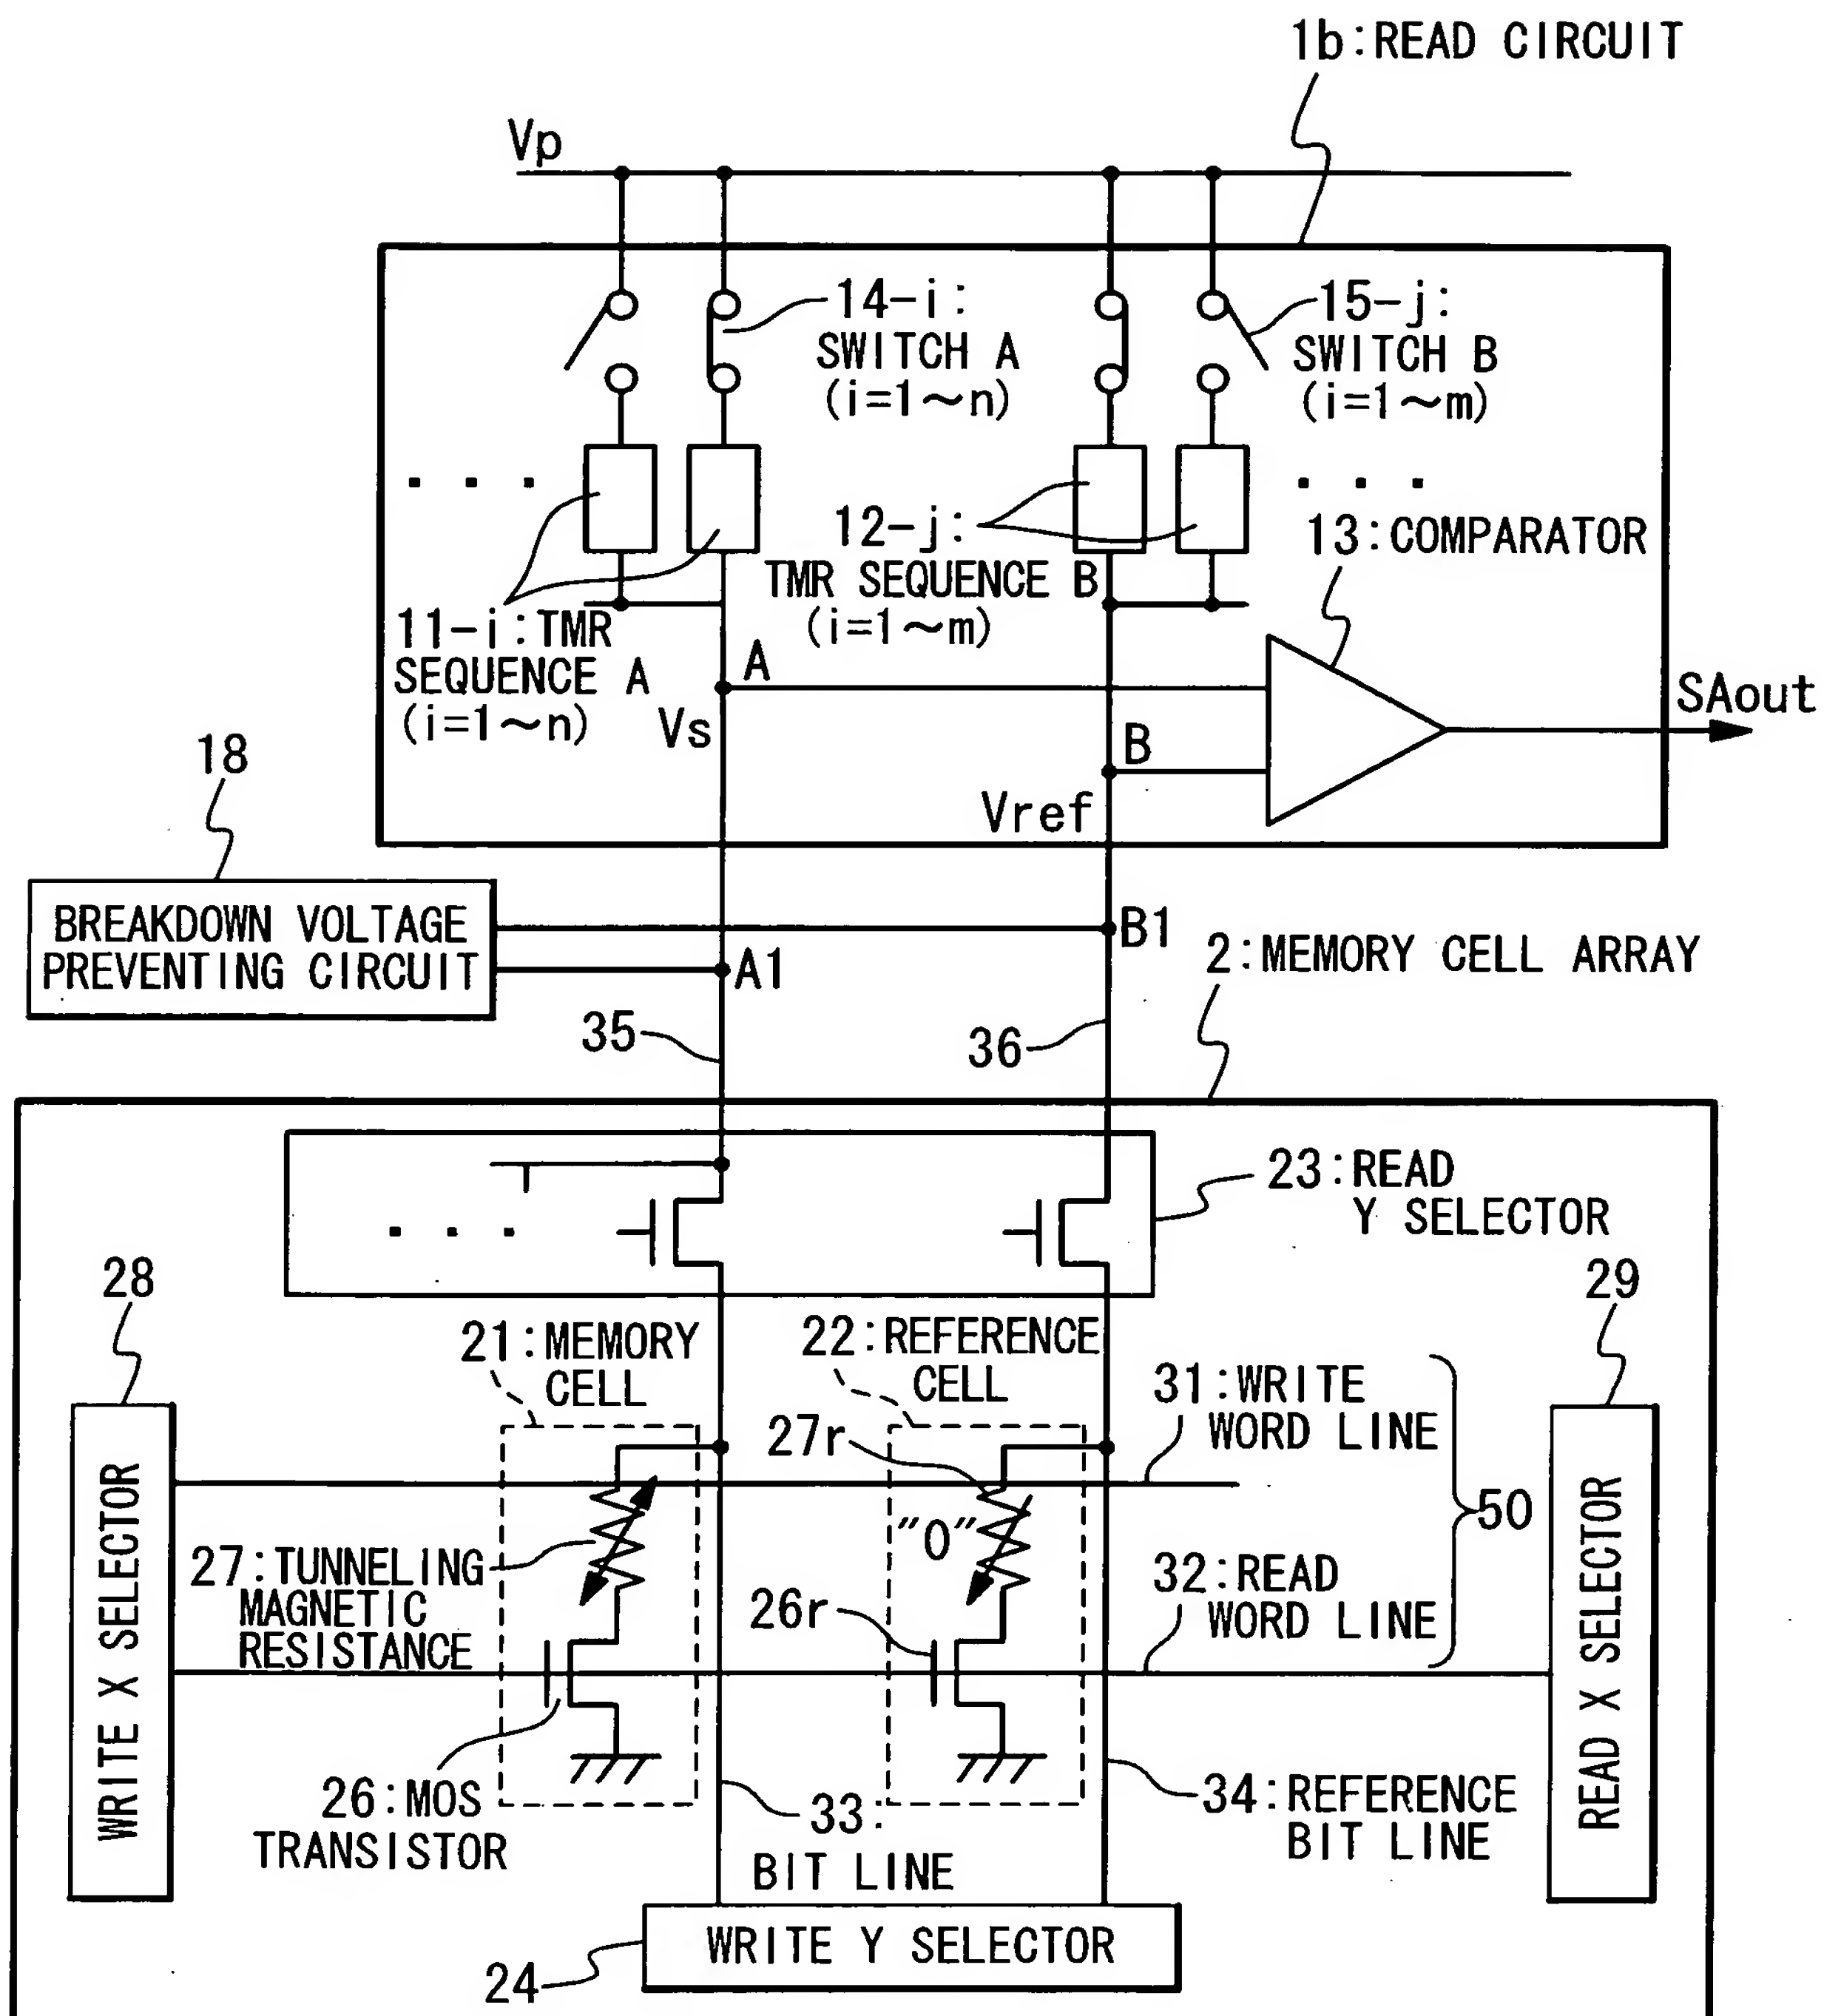 1b:READ CIRCUIT
Vp
14-i:
SWITCH A
(i=1～n)
15-j:
SWITCH B
(i=1～m)
· · ·
· · ·
12-j:
TMR SEQUENCE B
(i=1～m)
13:COMPARATOR
11-i:TMR
SEQUENCE A
(i=1～n)
A
Vs
SAout
B
Vref
18
BREAKDOWN VOLTAGE
PREVENTING CIRCUIT
B1
A1
2:MEMORY CELL ARRAY
35
36
23:READ
Y SELECTOR
· · ·
28
29
21:MEMORY
CELL
22:REFERENCE
CELL
31:WRITE
WORD LINE
27r
"0"
50
WRITE X SELECTOR
READ X SELECTOR
27:TUNNELING
MAGNETIC
RESISTANCE
32:READ
WORD LINE
26r
26:MOS
TRANSISTOR
33:
BIT LINE
34:REFERENCE
BIT LINE
WRITE Y SELECTOR
24